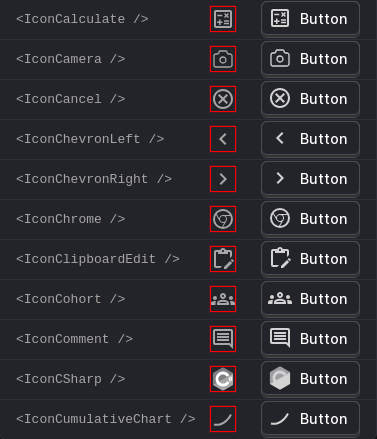 <IconCalculate /> Button
<IconCamera /> Button
<IconCancel /> Button
<IconChevronLeft /> Button
<IconChevronRight /> Button
<IconChrome /> Button
<IconClipboardEdit /> Button
<IconCohort /> Button
<IconComment /> Button
<IconCSharp /> Button
<IconCumulativeChart /> Button